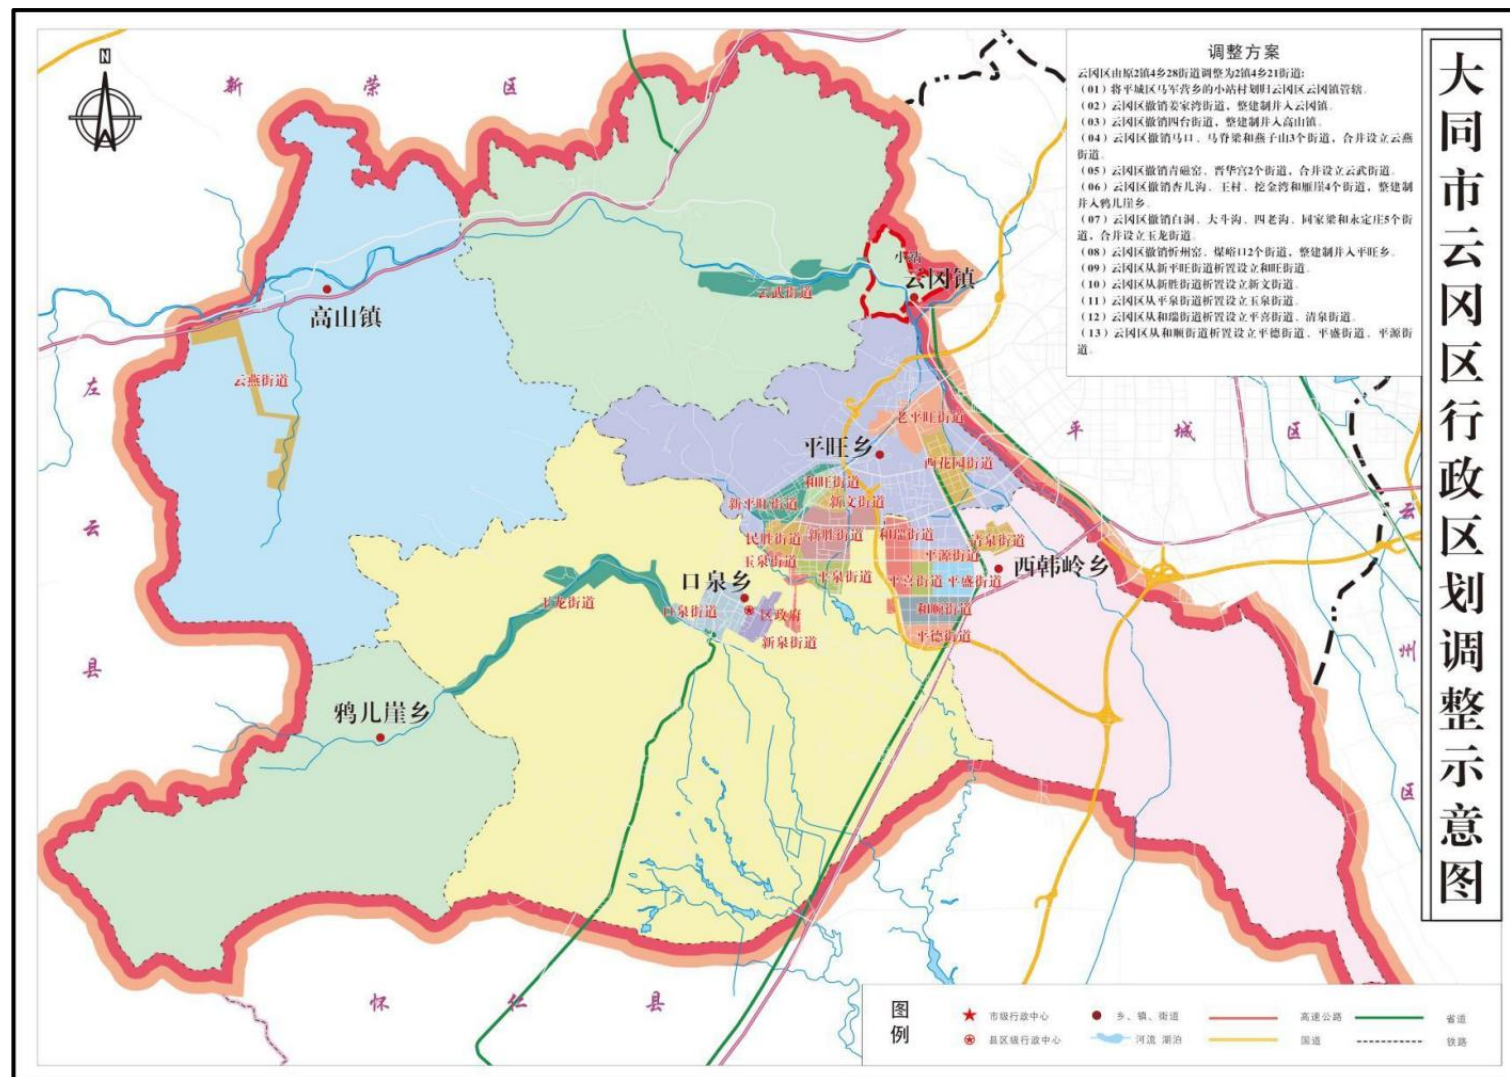 大同市云冈区行政区划调整示意图
调整方案
云冈区由原2镇4乡28街道调整为2镇4乡21街道:
(01)将平城区马军营乡的小站村划归云冈区云冈镇管辖.
(02)云冈区撤销姜家湾街道，整建制并入云冈镇.
(03)云冈区撤销四台街道，整建制并入高山镇.
(04)云冈区撤销马口、马脊梁和燕子山3个街道，合并设立云燕
街道.
(05)云冈区撤销青磁窑、晋华宫2个街道，合并设立云武街道.
(06)云冈区撤销杏儿沟、王村、挖金湾和雁崖4个街道，整建制
并入鸦儿崖乡.
(07)云冈区撤销白洞、大斗沟、四老沟、同家梁和永定庄5个街
道，合并设立玉龙街道.
(08)云冈区撤销忻州窑、煤峪口2个街道，整建制并入平旺乡.
(09)云冈区从新平旺街道析置设立和旺街道.
(10)云冈区从新胜街道析置设立新文街道.
(11)云冈区从平泉街道析置设立玉泉街道.
(12)云冈区从和瑞街道析置设立平喜街道、清泉街道.
(13)云冈区从和顺街道析置设立平德街道、平盛街道、平源街
道.
N
新荣区
左云县
平城区
云州区
怀仁县
小站
云冈镇
云武街道
高山镇
云燕街道
老平旺街道
平旺乡
西花园街道
和旺街道
新平旺街道
新文街道
民胜街道
新胜街道
和瑞街道
清泉街道
玉泉街道
平源街道
西韩岭乡
口泉乡
平泉街道
平喜街道
平盛街道
玉龙街道
口泉街道
区政府
和顺街道
新泉街道
平德街道
鸦儿崖乡
图例
市级行政中心
乡、镇、街道
高速公路
省道
县区级行政中心
河流 湖泊
国道
铁路